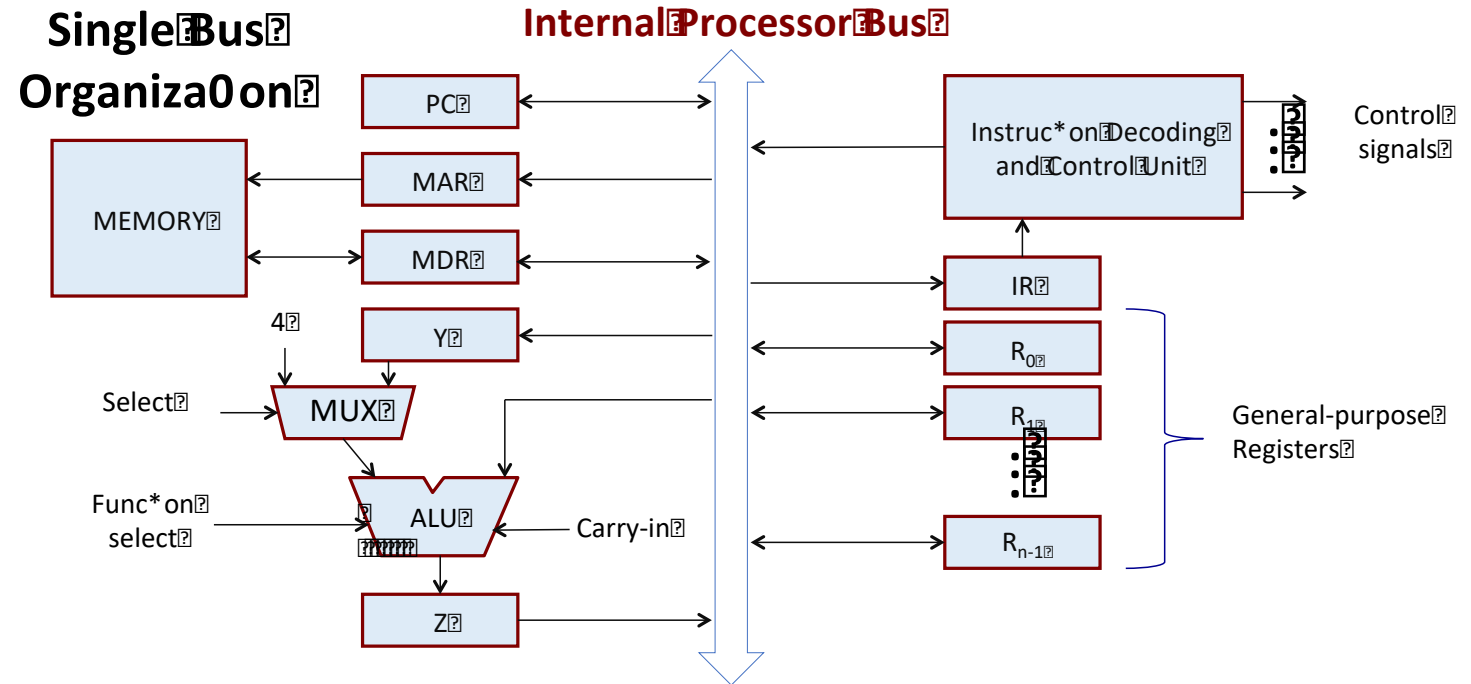 Single⍰Bus⍰
Organiza0on⍰
Internal⍰Processor⍰Bus⍰
PC⍰
MAR⍰
MEMORY⍰
MDR⍰
4⍰
Y⍰
Select⍰
MUX⍰
Func*on⍰
select⍰
⍰
ALU⍰
⍰⍰⍰⍰⍰⍰⍰
Carry-in⍰
Z⍰
Instruc*on⍰Decoding⍰
and⍰Control⍰Unit⍰
Control⍰
signals⍰
IR⍰
R0⍰
R1⍰
General-purpose⍰
Registers⍰
Rn-1⍰